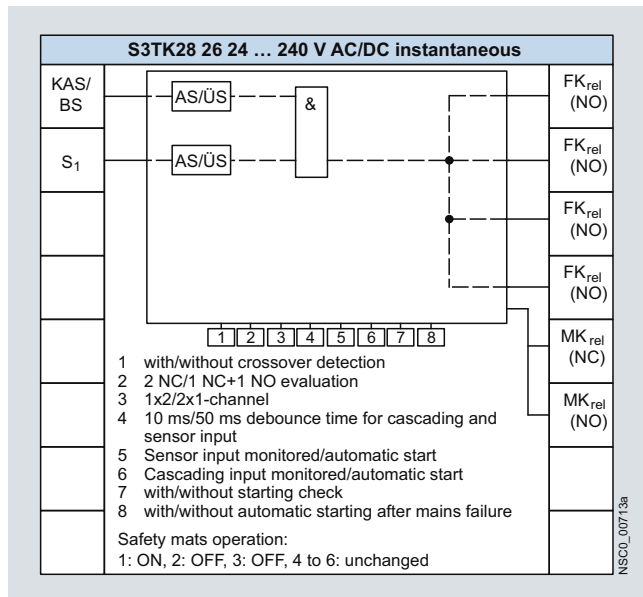 S3TK28 26 24 … 240 V AC/DC instantaneous
KAS/
BS
AS/ÜS
&
FKrel
(NO)
S1
AS/ÜS
FKrel
(NO)
FKrel
(NO)
FKrel
(NO)
MKrel
(NC)
MKrel
(NO)
1 2 3 4 5 6 7 8
1 with/without crossover detection
2 2 NC/1 NC+1 NO evaluation
3 1x2/2x1-channel
4 10 ms/50 ms debounce time for cascading and
sensor input
5 Sensor input monitored/automatic start
6 Cascading input monitored/automatic start
7 with/without starting check
8 with/without automatic starting after mains failure
Safety mats operation:
1: ON, 2: OFF, 3: OFF, 4 to 6: unchanged
NSC0_00713a